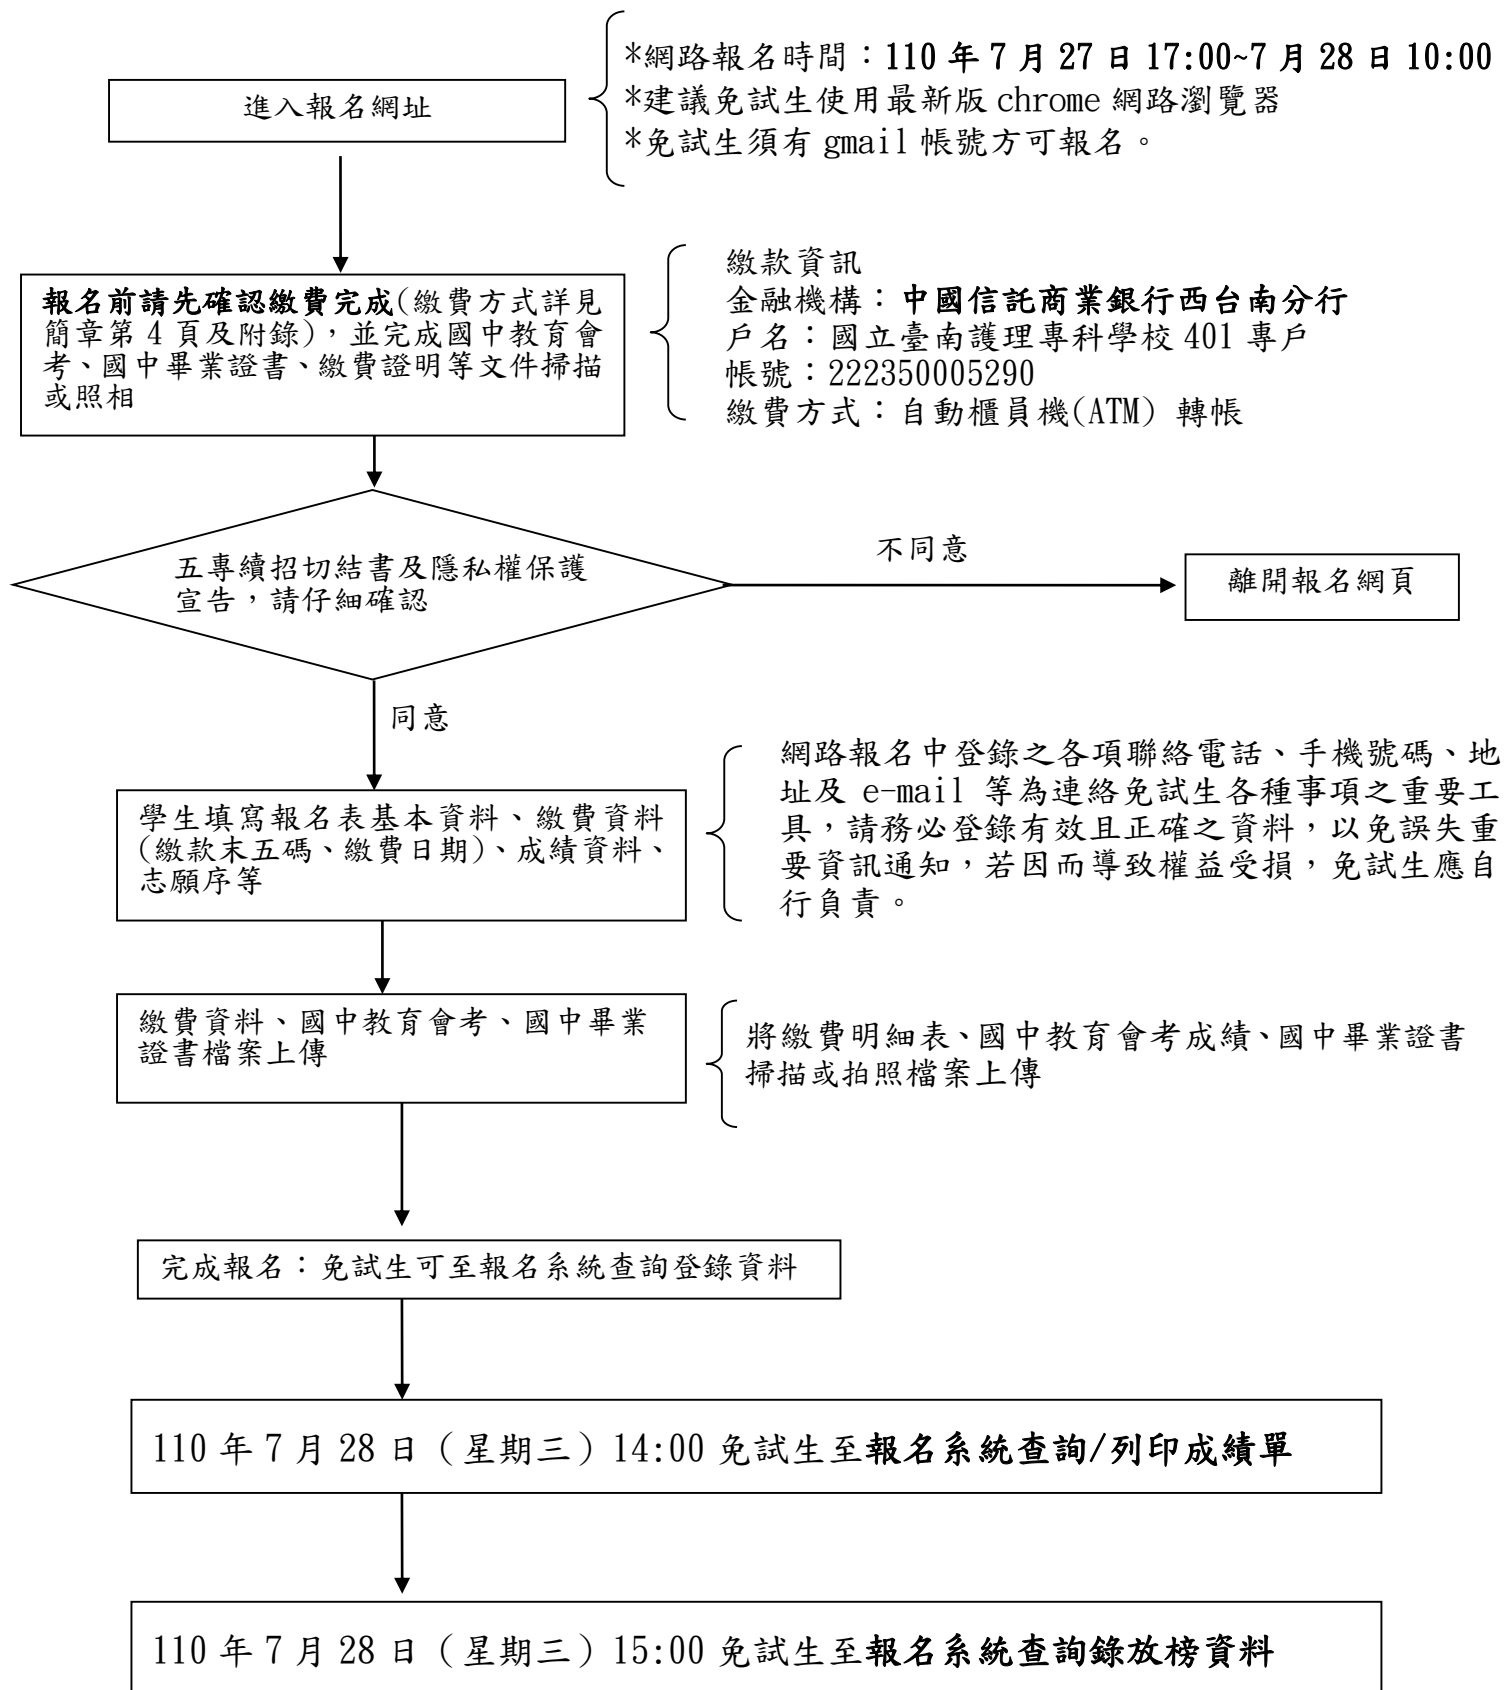 *網路報名時間：110 年 7 月 27 日 17:00~7 月 28 日 10:00
*建議免試生使用最新版 chrome 網路瀏覽器
*免試生須有 gmail 帳號方可報名。
進入報名網址
報名前請先確認繳費完成(繳費方式詳見
簡章第 4 頁及附錄)，並完成國中教育會
考、國中畢業證書、繳費證明等文件掃描
或照相
繳款資訊
金融機構：中國信託商業銀行西台南分行
戶名：國立臺南護理專科學校 401 專戶
帳號：222350005290
繳費方式：自動櫃員機(ATM) 轉帳
五專續招切結書及隱私權保護
宣告，請仔細確認
不同意
離開報名網頁
同意
學生填寫報名表基本資料、繳費資料
(繳款末五碼、繳費日期)、成績資料、
志願序等
網路報名中登錄之各項聯絡電話、手機號碼、地
址及 e-mail 等為連絡免試生各種事項之重要工
具，請務必登錄有效且正確之資料，以免誤失重
要資訊通知，若因而導致權益受損，免試生應自
行負責。
繳費資料、國中教育會考、國中畢業
證書檔案上傳
將繳費明細表、國中教育會考成績、國中畢業證書
掃描或拍照檔案上傳
完成報名：免試生可至報名系統查詢登錄資料
110 年 7 月 28 日（星期三）14:00 免試生至報名系統查詢/列印成績單
110 年 7 月 28 日（星期三）15:00 免試生至報名系統查詢錄放榜資料